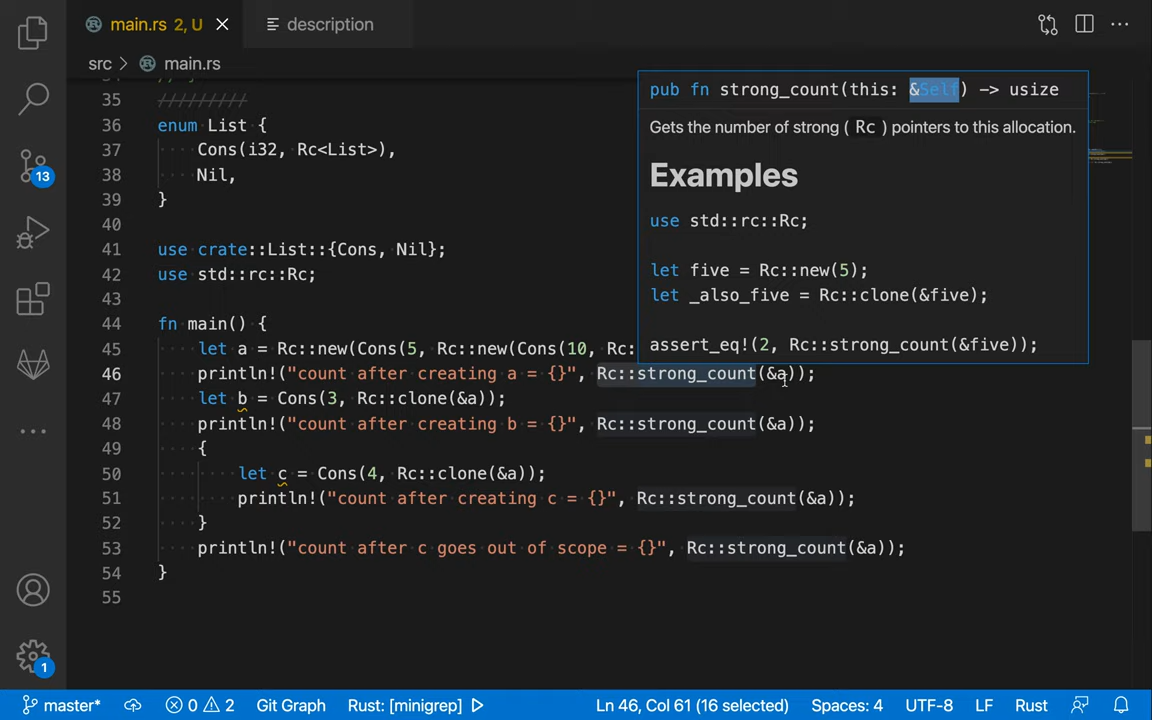 main.rs 2, U
description
src > main.rs
35 /////////
36 enum List {
37 ····Cons(i32, Rc<List>),
38 ····Nil,
39 }
40
41 use crate::List::{Cons, Nil};
42 use std::rc::Rc;
43
44 fn main() {
45 ····let a = Rc::new(Cons(5, Rc::new(Cons(10, Rc:
46 ····println!("count after creating a = {}", Rc::strong_count(&a));
47 ····let b = Cons(3, Rc::clone(&a));
48 ····println!("count after creating b = {}", Rc::strong_count(&a));
49 ····{
50 ········let c = Cons(4, Rc::clone(&a));
51 ········println!("count after creating c = {}", Rc::strong_count(&a));
52 ····}
53 ····println!("count after c goes out of scope = {}", Rc::strong_count(&a));
54 }
55
pub fn strong_count(this: &Self) -> usize
Gets the number of strong ( Rc ) pointers to this allocation.
Examples
use std::rc::Rc;
let five = Rc::new(5);
let _also_five = Rc::clone(&five);
assert_eq!(2, Rc::strong_count(&five));
13
1
master* 0 2 Git Graph Rust: [minigrep] Ln 46, Col 61 (16 selected) Spaces: 4 UTF-8 LF Rust